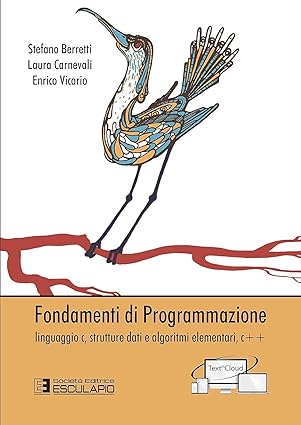 Stefano Berretti
Laura Carnevali
Enrico Vicario
Fondamenti di Programmazione
linguaggio c, strutture dati e algoritmi elementari, c++
Società Editrice
ESCULAPIO
Text to Cloud